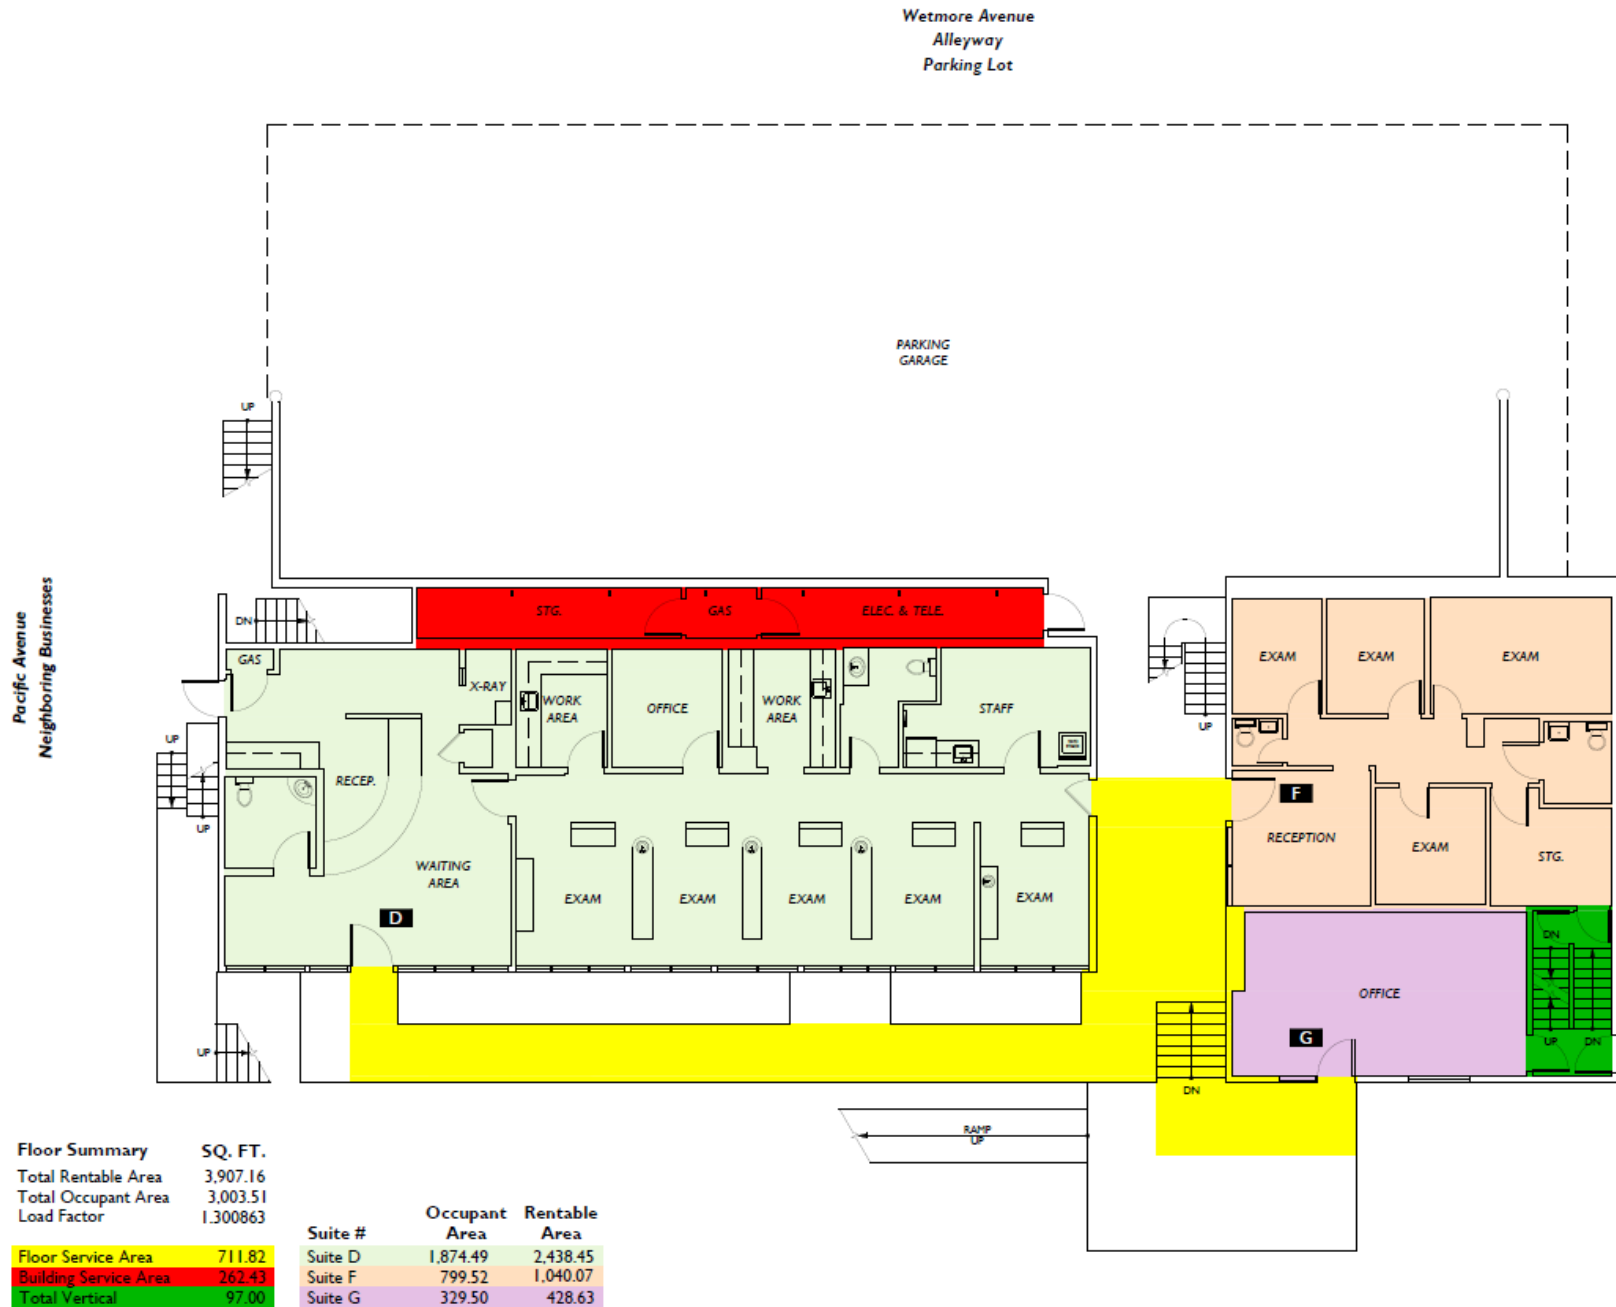 Wetmore Avenue
Alleyway
Parking Lot
PARKING
GARAGE
UP
Pacific Avenue
Neighboring Businesses
DN
STG.
GAS
ELEC. & TELE.
GAS
X-RAY
WORK
AREA
OFFICE
WORK
AREA
STAFF
EXAM
EXAM
EXAM
UP
UP
UP
RECEP.
WAITING
AREA
D
EXAM
EXAM
EXAM
EXAM
EXAM
F
RECEPTION
EXAM
STG.
DN
OFFICE
G
UP
DN
UP
DN
RAMP
UP
Floor Summary SQ. FT.
Total Rentable Area 3,907.16
Total Occupant Area 3,003.51
Load Factor 1.300863
Floor Service Area 711.82
Building Service Area 262.43
Total Vertical 97.00
Suite # Occupant Area Rentable Area
Suite D 1,874.49 2,438.45
Suite F 799.52 1,040.07
Suite G 329.50 428.63